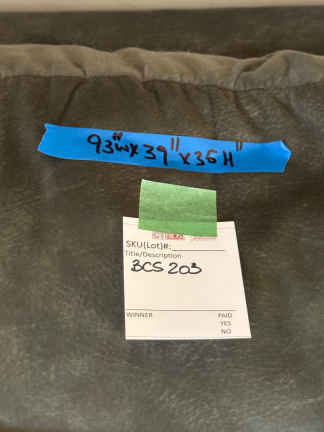 93"W X 39" X 36 H"
SKU(Lot)#:
Title/Description
BCS 203
WINNER PAID
YES
NO